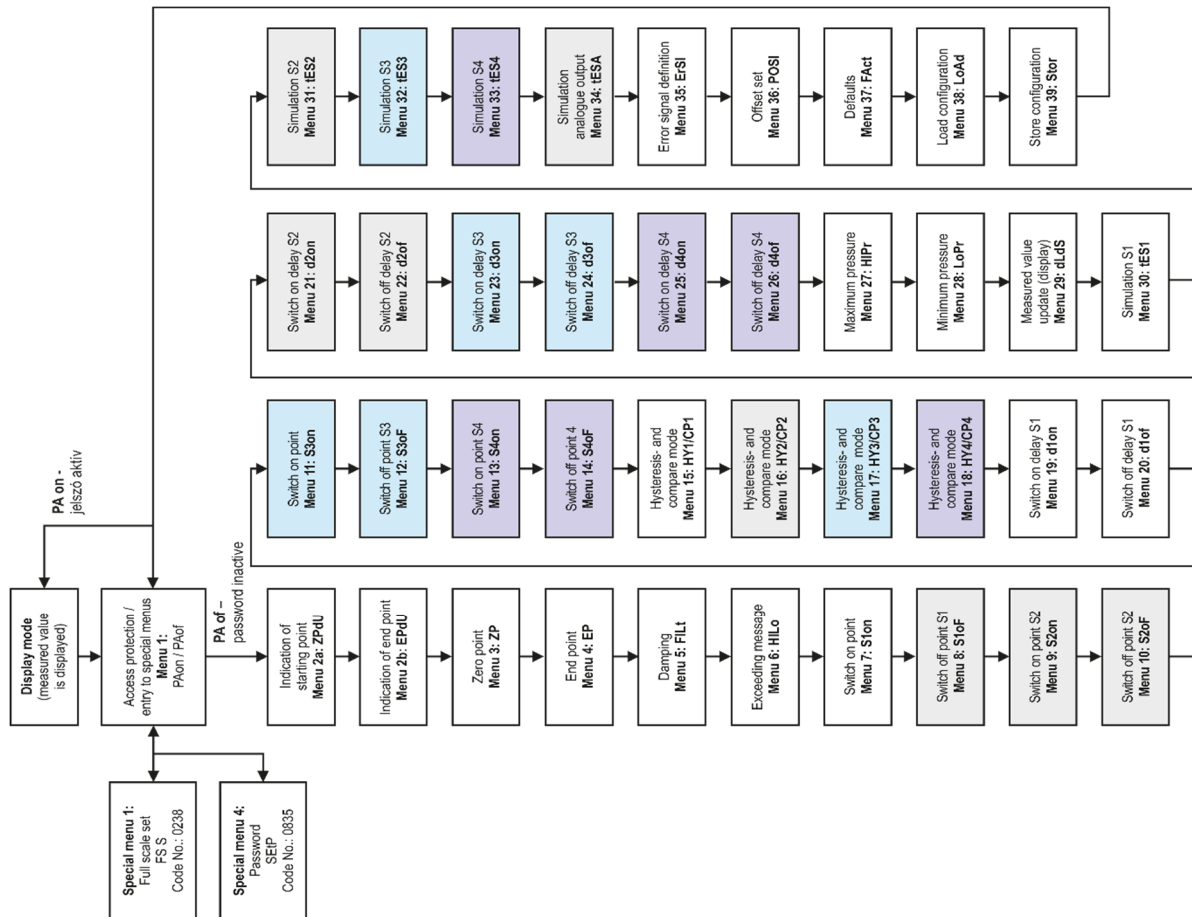 Display mode
(measured value
is displayed)
PA on -
jelszó aktiv
Access protection /
entry to special menus
Menu 1:
PAon / PAof
Special menu 1:
Full scale set
FS S
Code No.: 0238
Special menu 4:
Password
SEtP
Code No.: 0835
PA of –
password inactive
Indication of
starting point
Menu 2a: ZPdU
Indication of end point
Menu 2b: EPdU
Zero point
Menu 3: ZP
End point
Menu 4: EP
Damping
Menu 5: FILt
Exceeding message
Menu 6: HILo
Switch on point
Menu 7: S1on
Switch off point S1
Menu 8: S1oF
Switch on point S2
Menu 9: S2on
Switch off point S2
Menu 10: S2oF
Switch on point
Menu 11: S3on
Switch off point S3
Menu 12: S3oF
Switch on point S4
Menu 13: S4on
Switch off point 4
Menu 14: S4oF
Hysteresis- and
compare mode
Menu 15: HY1/CP1
Hysteresis- and
compare mode
Menu 16: HY2/CP2
Hysteresis- and
compare mode
Menu 17: HY3/CP3
Hysteresis- and
compare mode
Menu 18: HY4/CP4
Switch on delay S1
Menu 19: d1on
Switch off delay S1
Menu 20: d1of
Switch on delay S2
Menu 21: d2on
Switch off delay S2
Menu 22: d2of
Switch on delay S3
Menu 23: d3on
Switch off delay S3
Menu 24: d3of
Switch on delay S4
Menu 25: d4on
Switch off delay S4
Menu 26: d4of
Maximum pressure
Menu 27: HIPr
Minimum pressure
Menu 28: LoPr
Measured value
update (display)
Menu 29: dLdS
Simulation S1
Menu 30: tES1
Simulation S2
Menu 31: tES2
Simulation S3
Menu 32: tES3
Simulation S4
Menu 33: tES4
Simulation
analogue output
Menu 34: tESA
Error signal definition
Menu 35: ErSI
Offset set
Menu 36: POSI
Defaults
Menu 37: FAct
Load configuration
Menu 38: LoAd
Store configuration
Menu 39: Stor